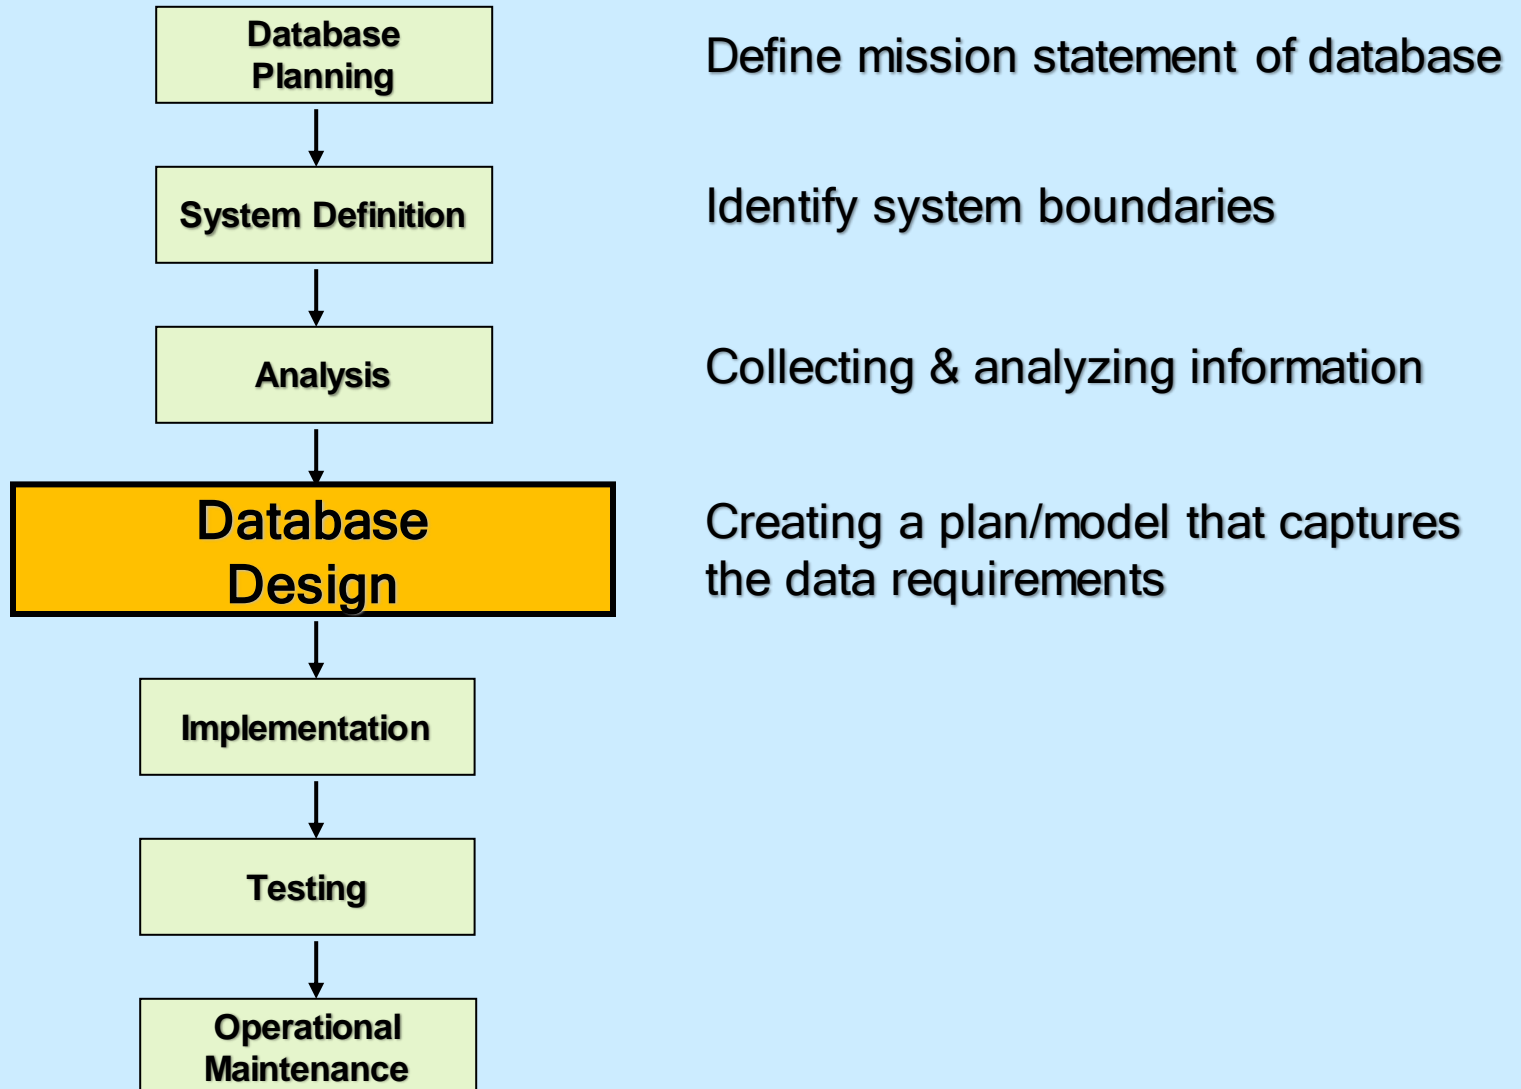 Database
Planning
Define mission statement of database
System Definition
Identify system boundaries
Analysis
Collecting & analyzing information
Database
Design
Creating a plan/model that captures
the data requirements
Implementation
Testing
Operational
Maintenance